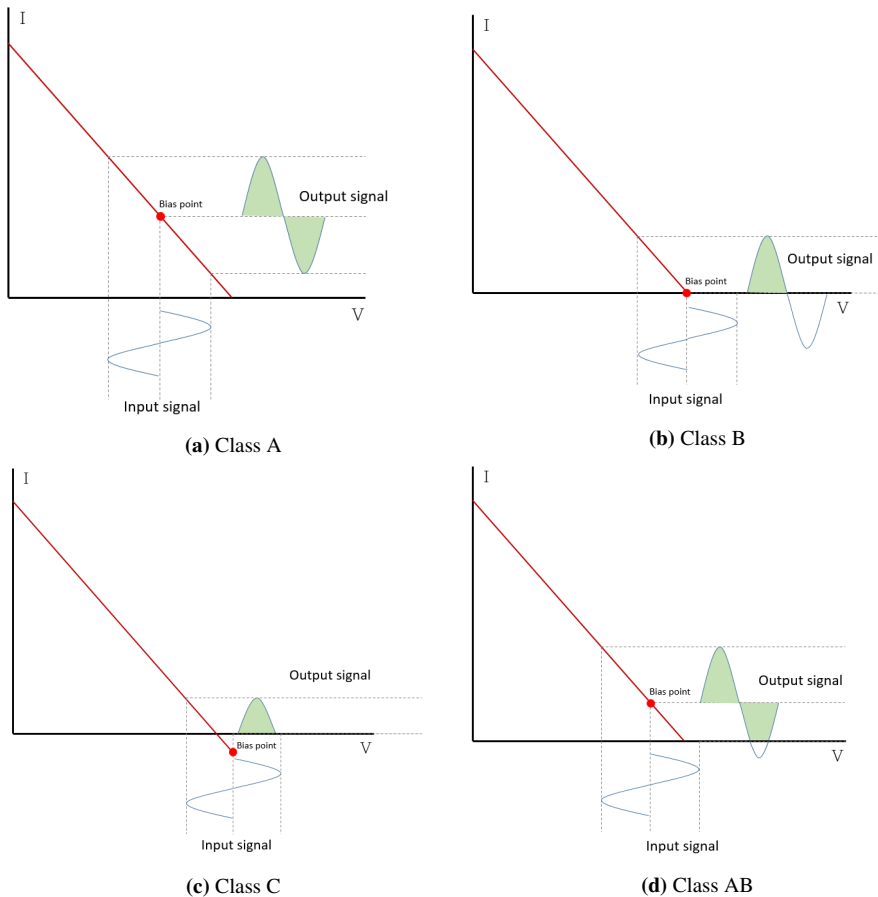 I
Bias point
Output signal
V
Input signal
(a) Class A
I
Bias point
Output signal
V
Input signal
(b) Class B
I
Output signal
Bias point
V
Input signal
(c) Class C
I
Bias point
Output signal
V
Input signal
(d) Class AB